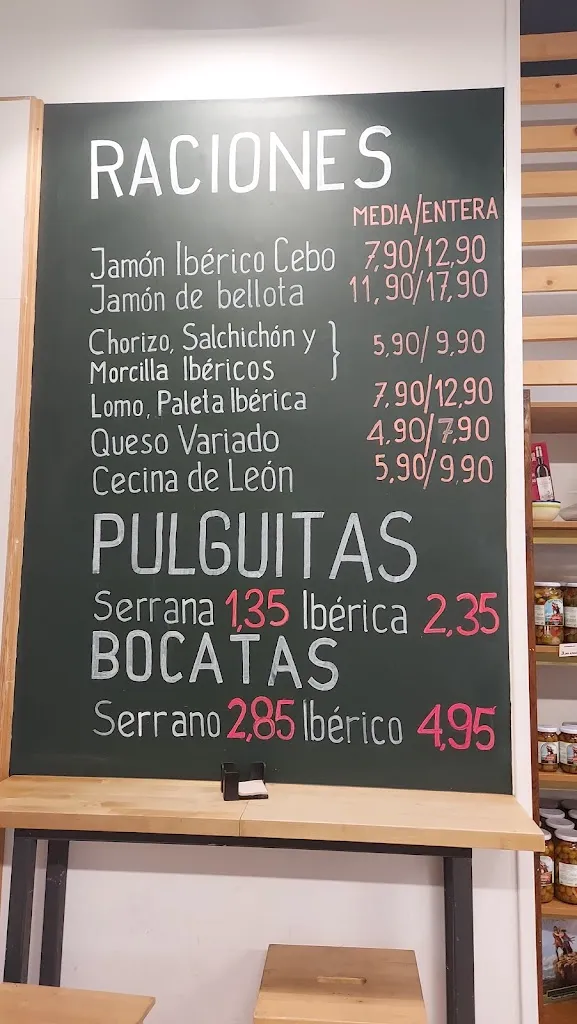 RACIONES
MEDIA/ENTERA
Jamón Ibérico Cebo 7,90/12,90
Jamón de bellota 11,90/17,90
Chorizo, Salchichón y
Morcilla Ibéricos } 5,90/9,90
Lomo, Paleta Ibérica 7,90/12,90
Queso Variado 4,90/7,90
Cecina de León 5,90/9,90
PULGUITAS
Serrana 1,35 Ibérica 2,35
BOCATAS
Serrano 2,85 Ibérico 4,95